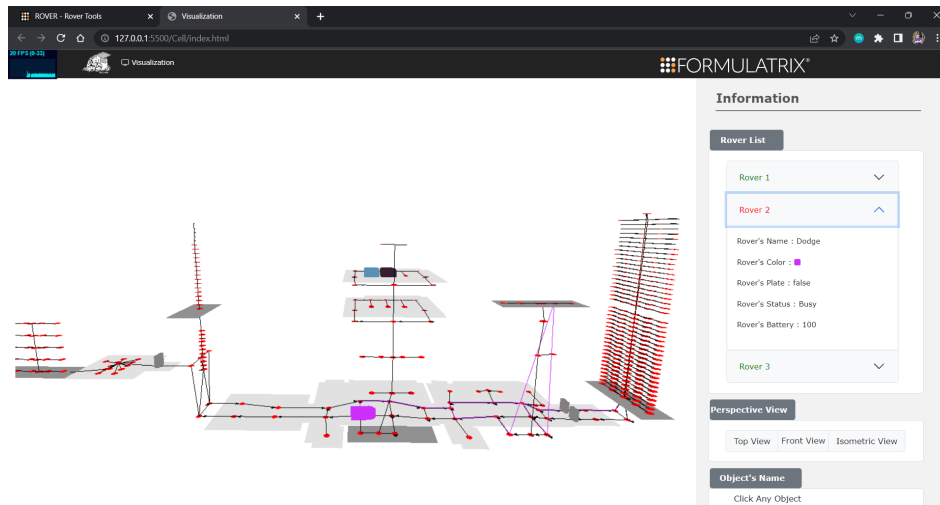 ROVER - Rover Tools
Visualization
127.0.0.1:5500/Cell/index.html
20 FPS (0-33)
Visualization
FORMULATRIX®
Information
Rover List
Rover 1
Rover 2
Rover's Name : Dodge
Rover's Color :
Rover's Plate : false
Rover's Status : Busy
Rover's Battery : 100
Rover 3
Perspective View
Top View Front View Isometric View
Object's Name
Click Any Object